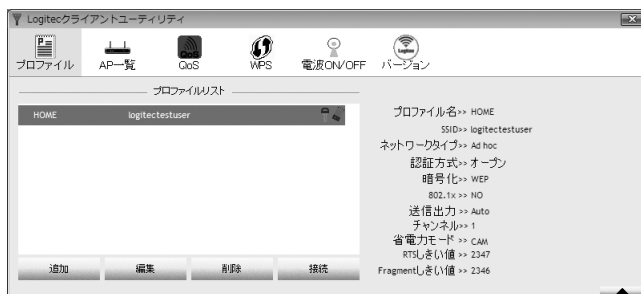 Logitecクライアントユーティリティ
プロファイル AP一覧 QoS WPS 電波ON/OFF バージョン
プロファイルリスト
HOME logitectestuser
追加 編集 削除 接続
プロファイル名>> HOME
SSID>> logitectestuser
ネットワークタイプ>> Ad hoc
認証方式>> オープン
暗号化>> WEP
802.1x >> NO
送信出力 >> Auto
チャンネル>> 1
省電力モード >> CAM
RTSしきい値 >> 2347
Fragmentしきい値 >> 2346